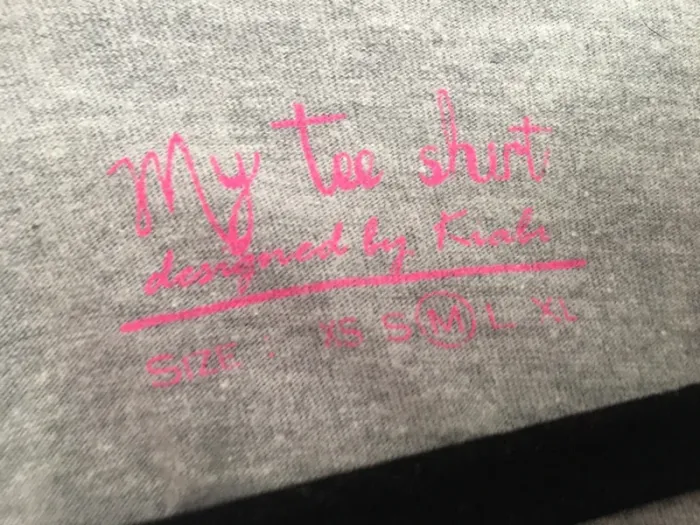 My tee shirt
designed by
SIZE : XS S M L XL